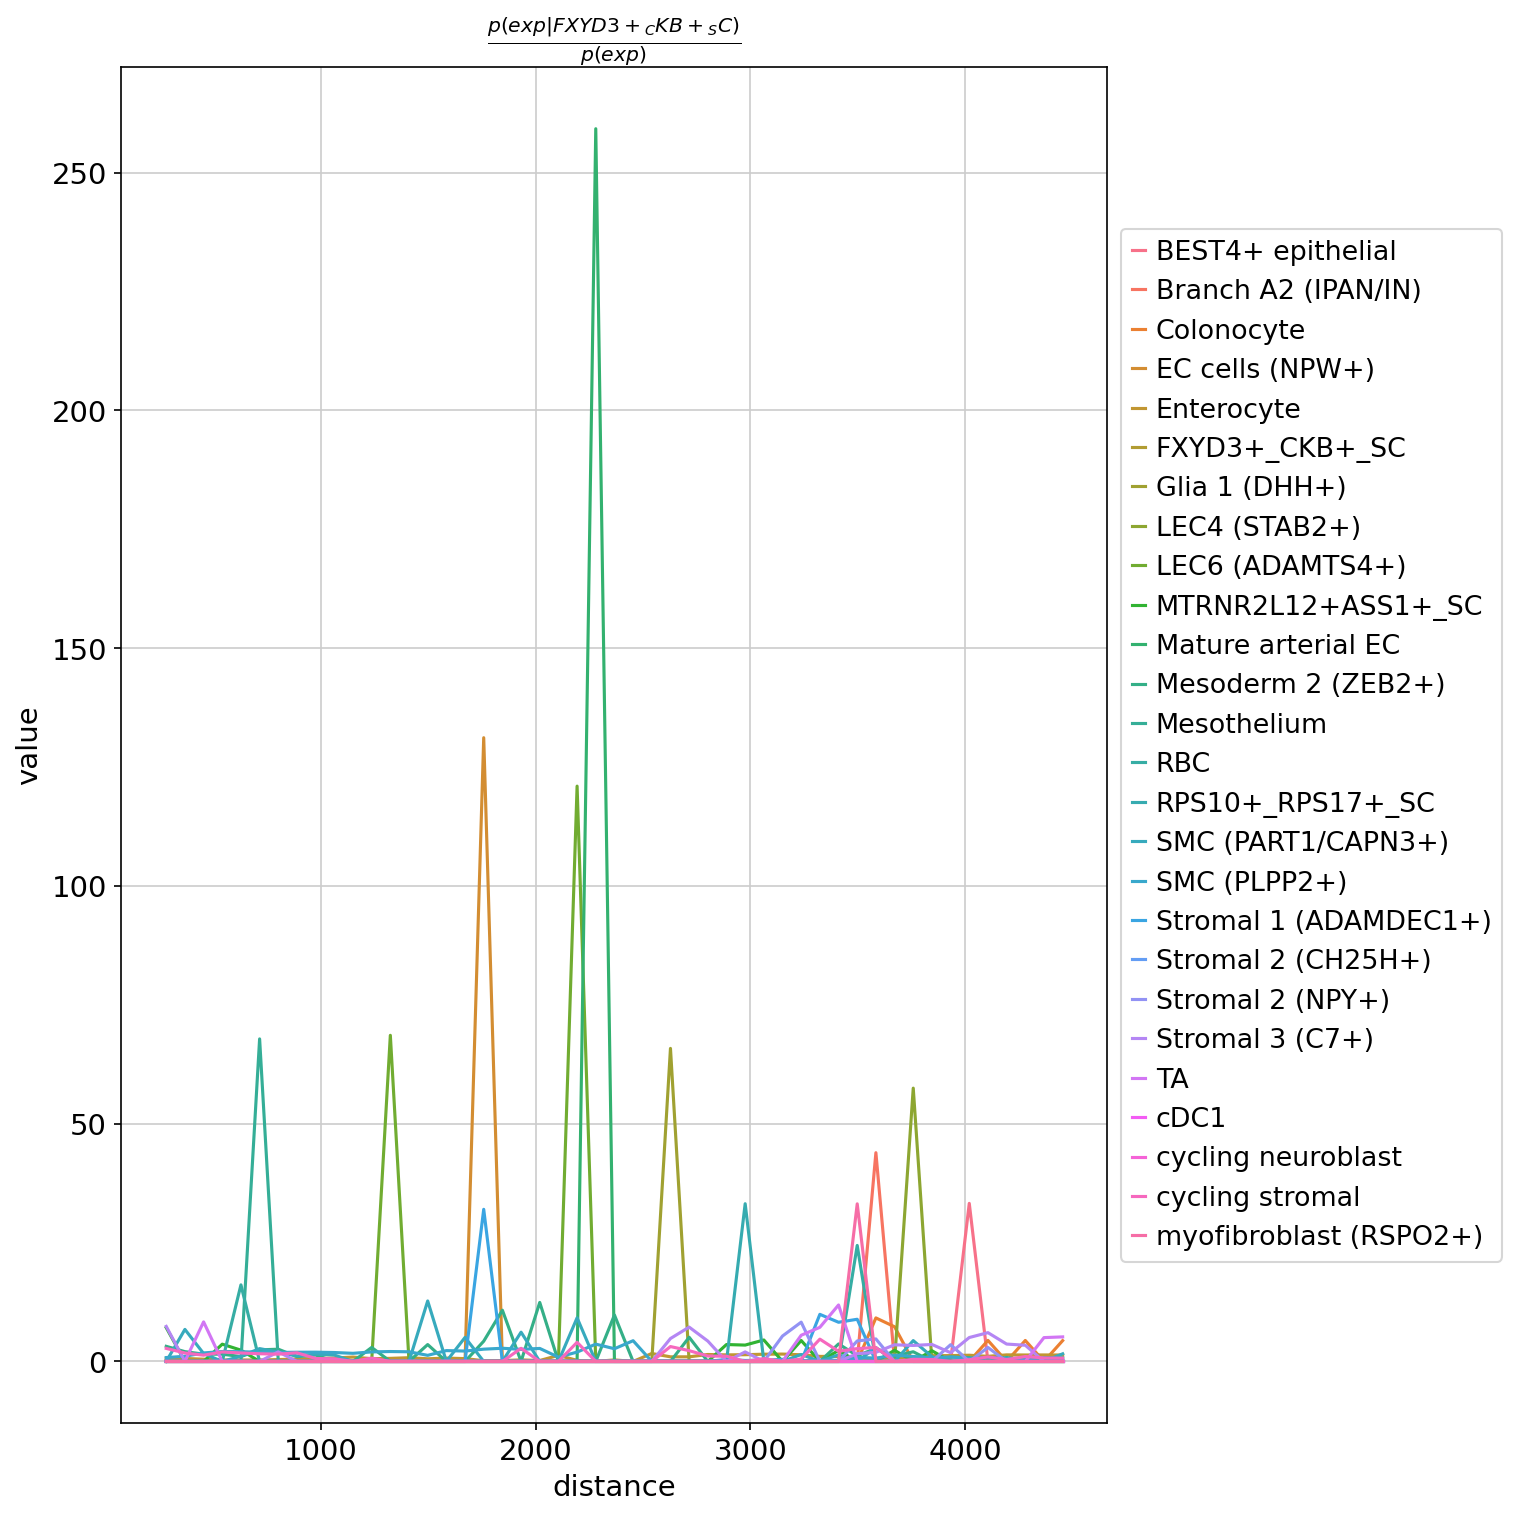 p(exp|FXYD3 + CKB + SC)
p(exp)
250
200
150
100
50
0
value
1000 2000 3000 4000
distance
BEST4+ epithelial
Branch A2 (IPAN/IN)
Colonocyte
EC cells (NPW+)
Enterocyte
FXYD3+_CKB+_SC
Glia 1 (DHH+)
LEC4 (STAB2+)
LEC6 (ADAMTS4+)
MTRNR2L12+ASS1+_SC
Mature arterial EC
Mesoderm 2 (ZEB2+)
Mesothelium
RBC
RPS10+_RPS17+_SC
SMC (PART1/CAPN3+)
SMC (PLPP2+)
Stromal 1 (ADAMDEC1+)
Stromal 2 (CH25H+)
Stromal 2 (NPY+)
Stromal 3 (C7+)
TA
cDC1
cycling neuroblast
cycling stromal
myofibroblast (RSPO2+)